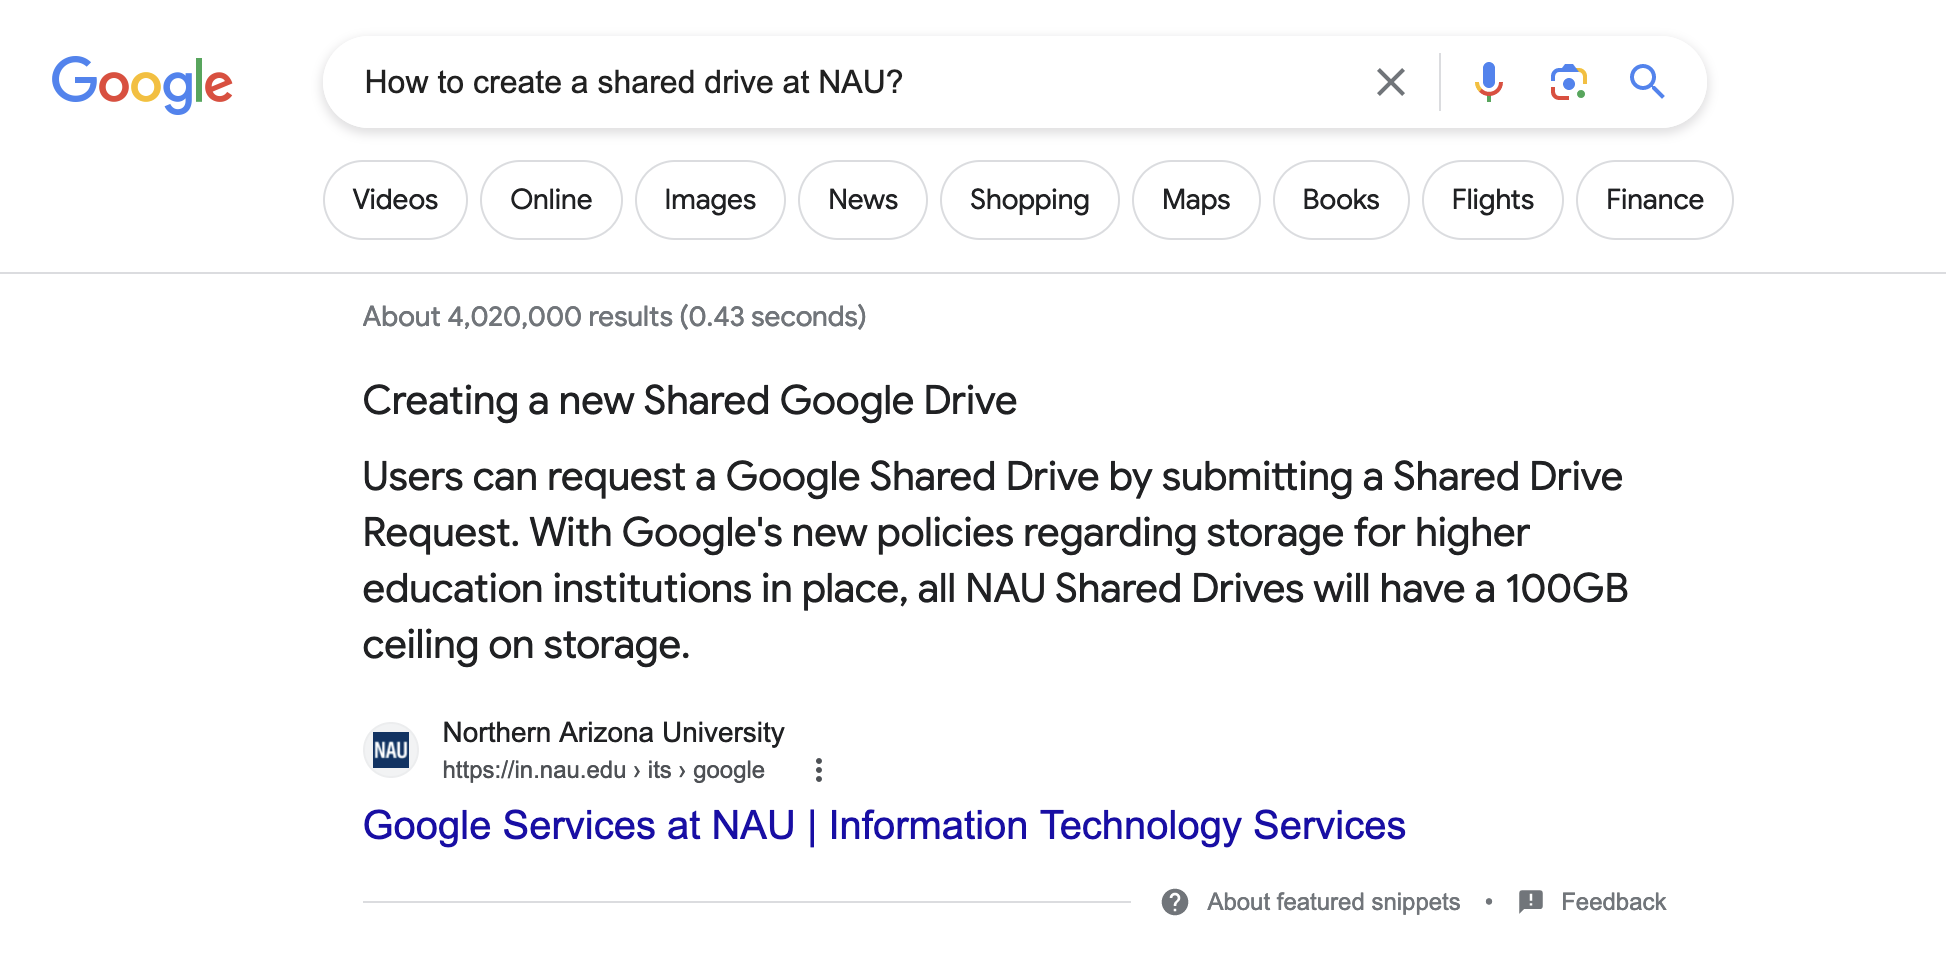 Google
How to create a shared drive at NAU?
Videos
Online
Images
News
Shopping
Maps
Books
Flights
Finance
About 4,020,000 results (0.43 seconds)
Creating a new Shared Google Drive
Users can request a Google Shared Drive by submitting a Shared Drive
Request. With Google's new policies regarding storage for higher
education institutions in place, all NAU Shared Drives will have a 100GB
ceiling on storage.
NAU
Northern Arizona University
https://in.nau.edu › its › google
Google Services at NAU | Information Technology Services
About featured snippets • Feedback